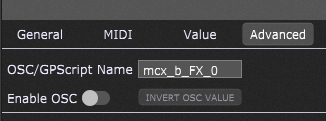 General MIDI Value Advanced
OSC/GPScript Name mcx_b_FX_0
Enable OSC INVERT OSC VALUE